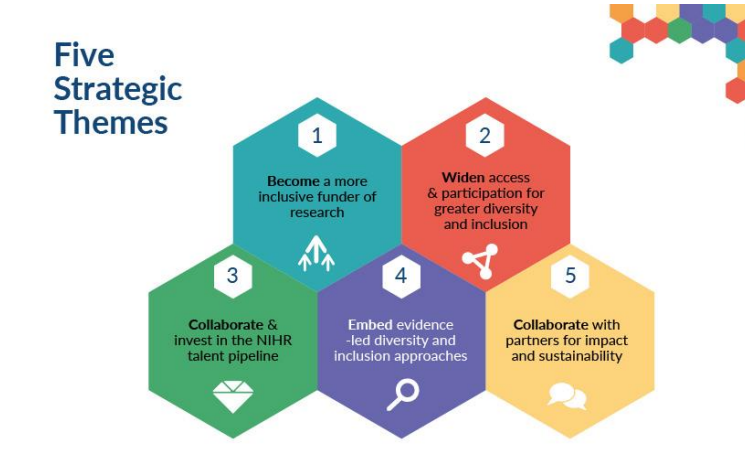 Five
Strategic
Themes
1
Become a more
inclusive funder of
research
2
Widen access
& participation for
greater diversity
and inclusion
3
Collaborate &
invest in the NIHR
talent pipeline
4
Embed evidence
-led diversity and
inclusion approaches
5
Collaborate with
partners for impact
and sustainability